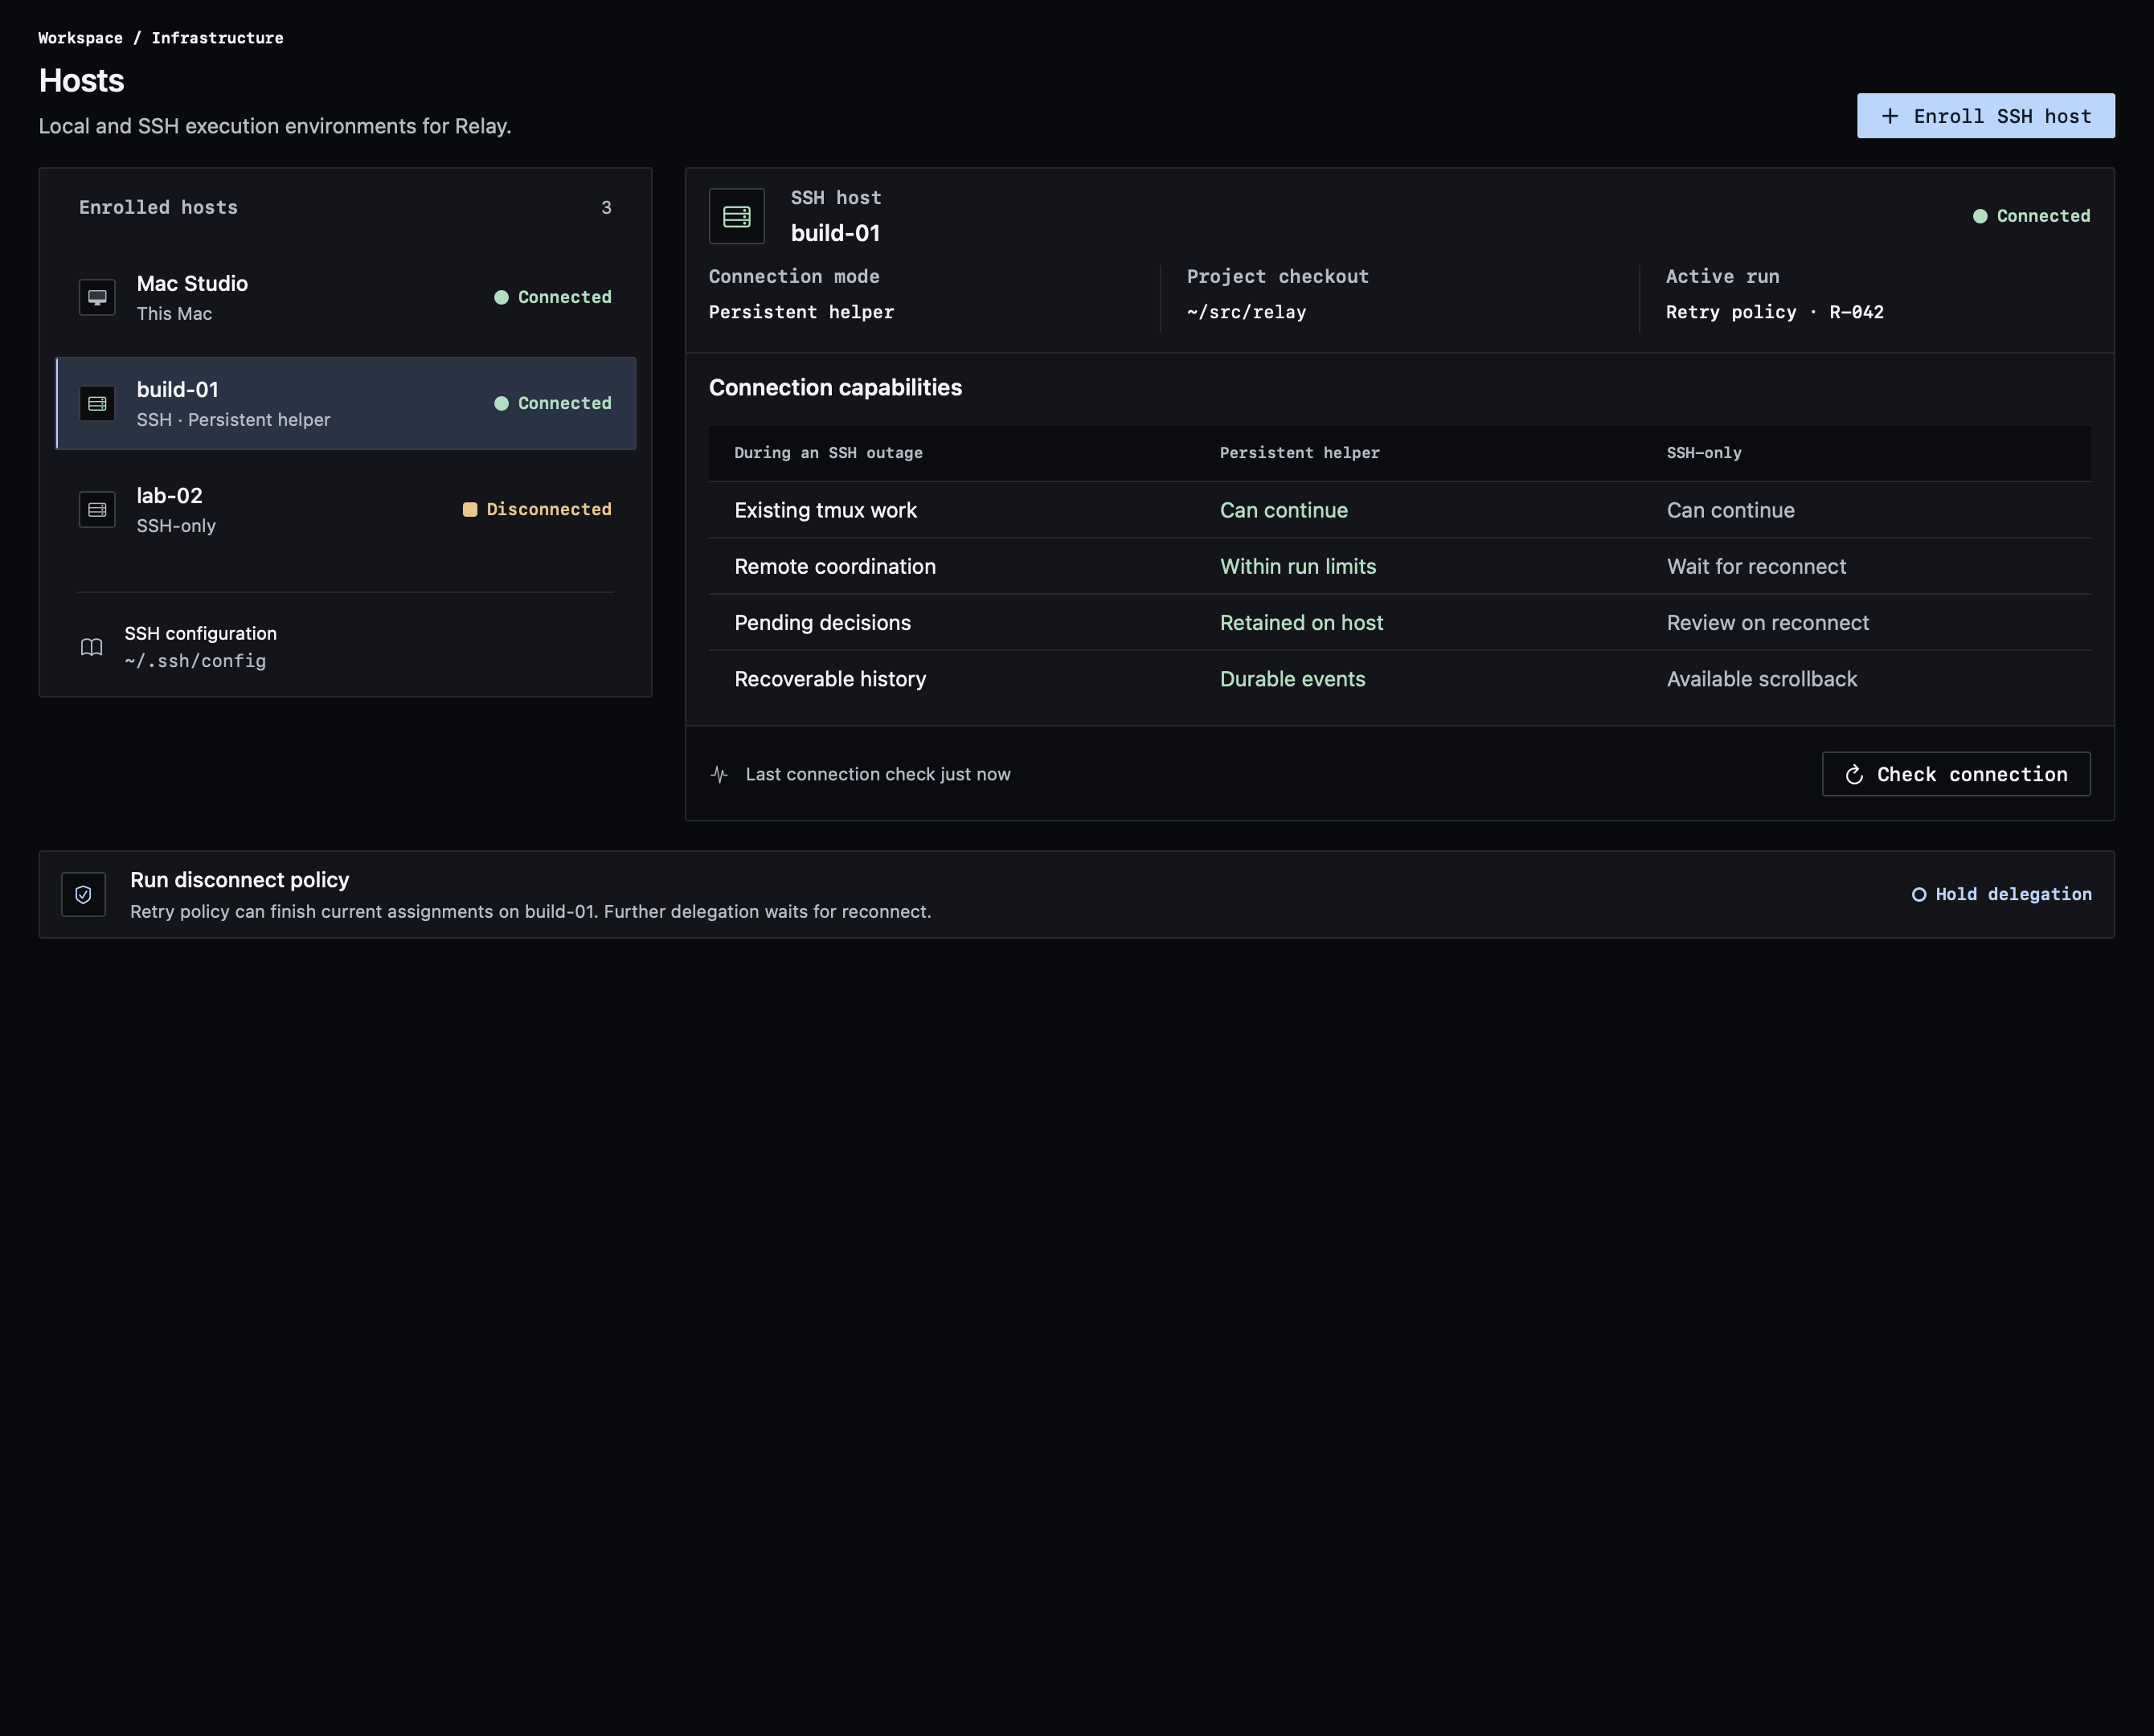 Workspace / Infrastructure
Hosts
Local and SSH execution environments for Relay.
+ Enroll SSH host
Enrolled hosts 3
Mac Studio
This Mac
Connected
build-01
SSH · Persistent helper
Connected
lab-02
SSH-only
Disconnected
SSH configuration
~/.ssh/config
SSH host
build-01
Connected
Connection mode
Persistent helper
Project checkout
~/src/relay
Active run
Retry policy · R-042
Connection capabilities
During an SSH outage Persistent helper SSH-only
Existing tmux work Can continue Can continue
Remote coordination Within run limits Wait for reconnect
Pending decisions Retained on host Review on reconnect
Recoverable history Durable events Available scrollback
Last connection check just now
Check connection
Run disconnect policy
Retry policy can finish current assignments on build-01. Further delegation waits for reconnect.
Hold delegation